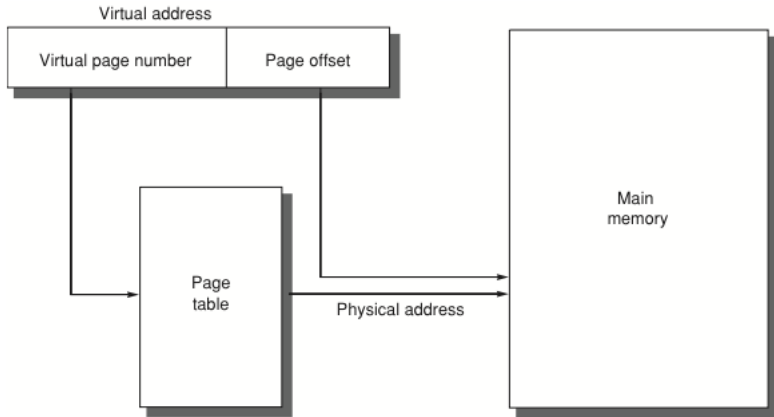 Virtual address
Virtual page number
Page offset
Main
memory
Page
table
Physical address